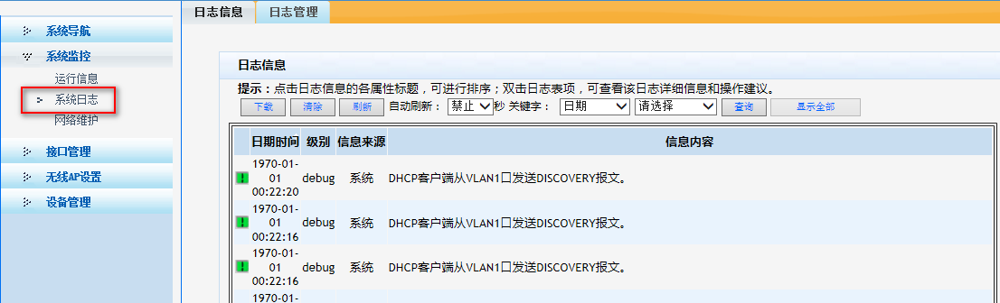 日志信息 日志管理
系统导航
系统监控
运行信息
系统日志
网络维护
接口管理
无线AP设置
设备管理
日志信息
提示：点击日志信息的各属性标题，可进行排序；双击日志表项，可查看该日志详细信息和操作建议。
下载 清除 刷新 自动刷新： 禁止 秒 关键字： 日期 请选择 查询 显示全部
日期时间 级别 信息来源 信息内容
1970-01-
01 debug 系统 DHCP客户端从VLAN1口发送DISCOVERY报文。
00:22:20
1970-01-
01 debug 系统 DHCP客户端从VLAN1口发送DISCOVERY报文。
00:22:16
1970-01-
01 debug 系统 DHCP客户端从VLAN1口发送DISCOVERY报文。
00:22:16
1970-01-